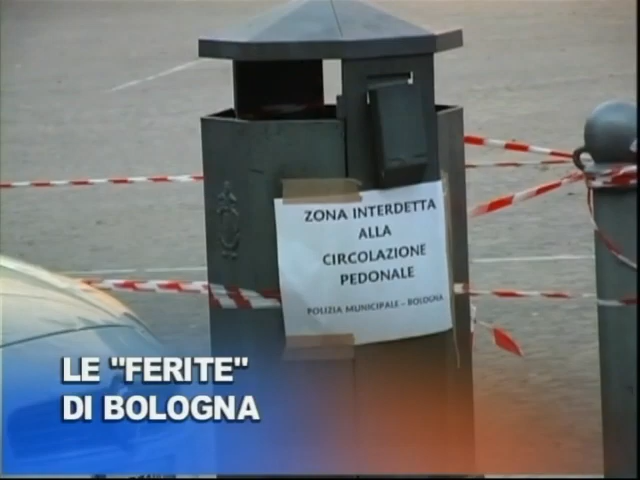 ZONA INTERDETTA
ALLA
CIRCOLAZIONE
PEDONALE
POLIZIA MUNICIPALE - BOLOGNA
LE "FERITE"
DI BOLOGNA